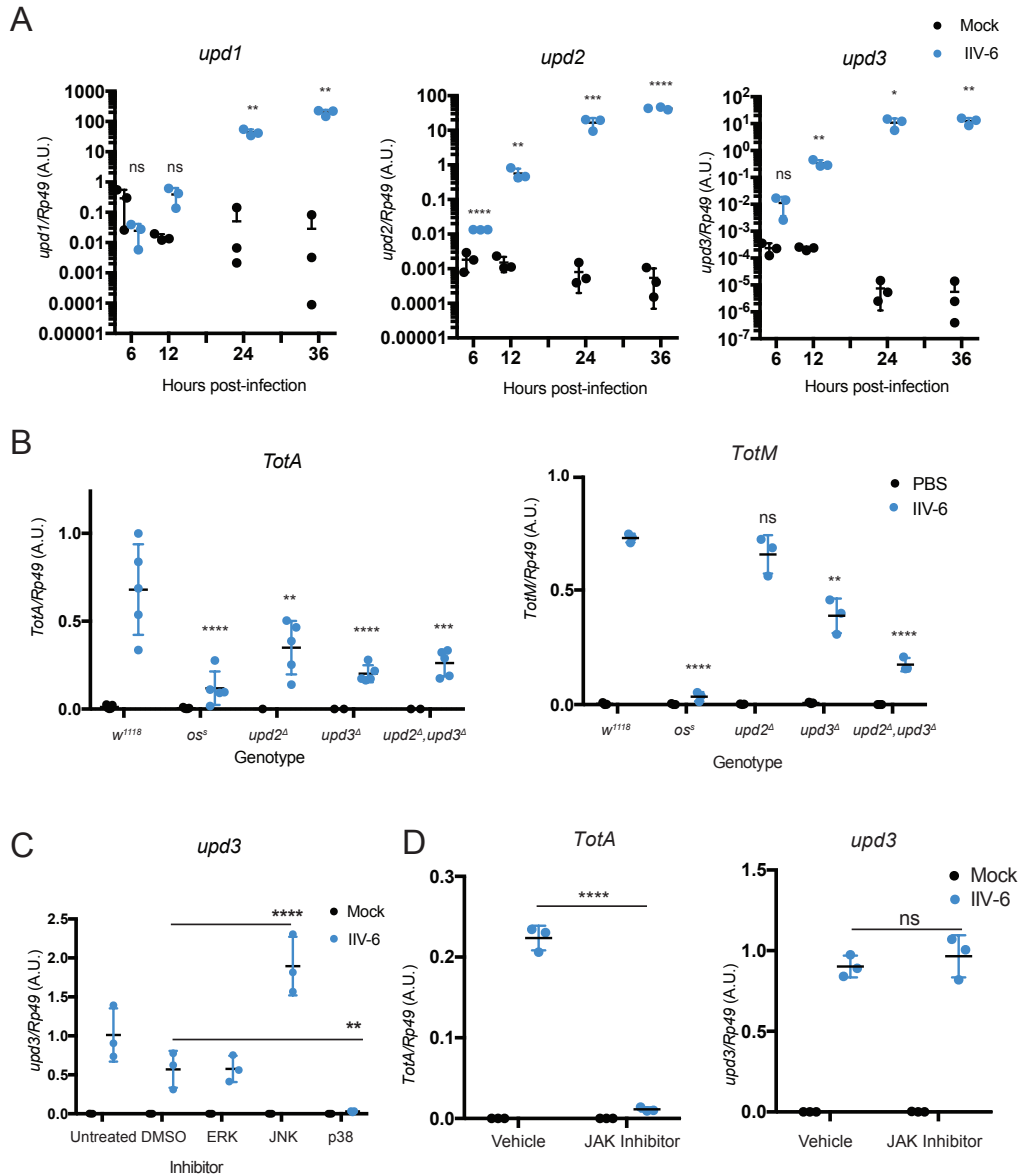 A
Mock
IIV-6
upd1
upd2
upd3
upd1/Rp49 (A.U.)
1000
100
10
1
0.1
0.01
0.001
0.0001
0.00001
ns
ns
**
**
6 12 24 36
Hours post-infection
upd2/Rp49 (A.U.)
100
10
1
0.1
0.01
0.001
0.0001
0.00001
****
**
***
****
6 12 24 36
Hours post-infection
upd3/Rp49 (A.U.)
10²
10¹
10⁰
10⁻¹
10⁻²
10⁻³
10⁻⁴
10⁻⁵
10⁻⁶
10⁻⁷
ns
**
*
**
6 12 24 36
Hours post-infection
B
TotA
TotA/Rp49 (A.U.)
1.0
0.5
0.0
****
**
****
***
w¹¹¹⁸ osˢ upd2^Δ upd3^Δ upd2^Δ,upd3^Δ
Genotype
TotM
PBS
IIV-6
TotM/Rp49 (A.U.)
1.0
0.5
0.0
****
ns
**
****
w¹¹¹⁸ osˢ upd2^Δ upd3^Δ upd2^Δ,upd3^Δ
Genotype
C
upd3
Mock
IIV-6
upd3/Rp49 (A.U.)
2.5
2.0
1.5
1.0
0.5
0.0
****
**
Untreated DMSO ERK JNK p38
Inhibitor
D
TotA
TotA/Rp49 (A.U.)
0.3
0.2
0.1
0.0
****
Vehicle JAK Inhibitor
upd3
Mock
IIV-6
upd3/Rp49 (A.U.)
1.5
1.0
0.5
0.0
ns
Vehicle JAK Inhibitor